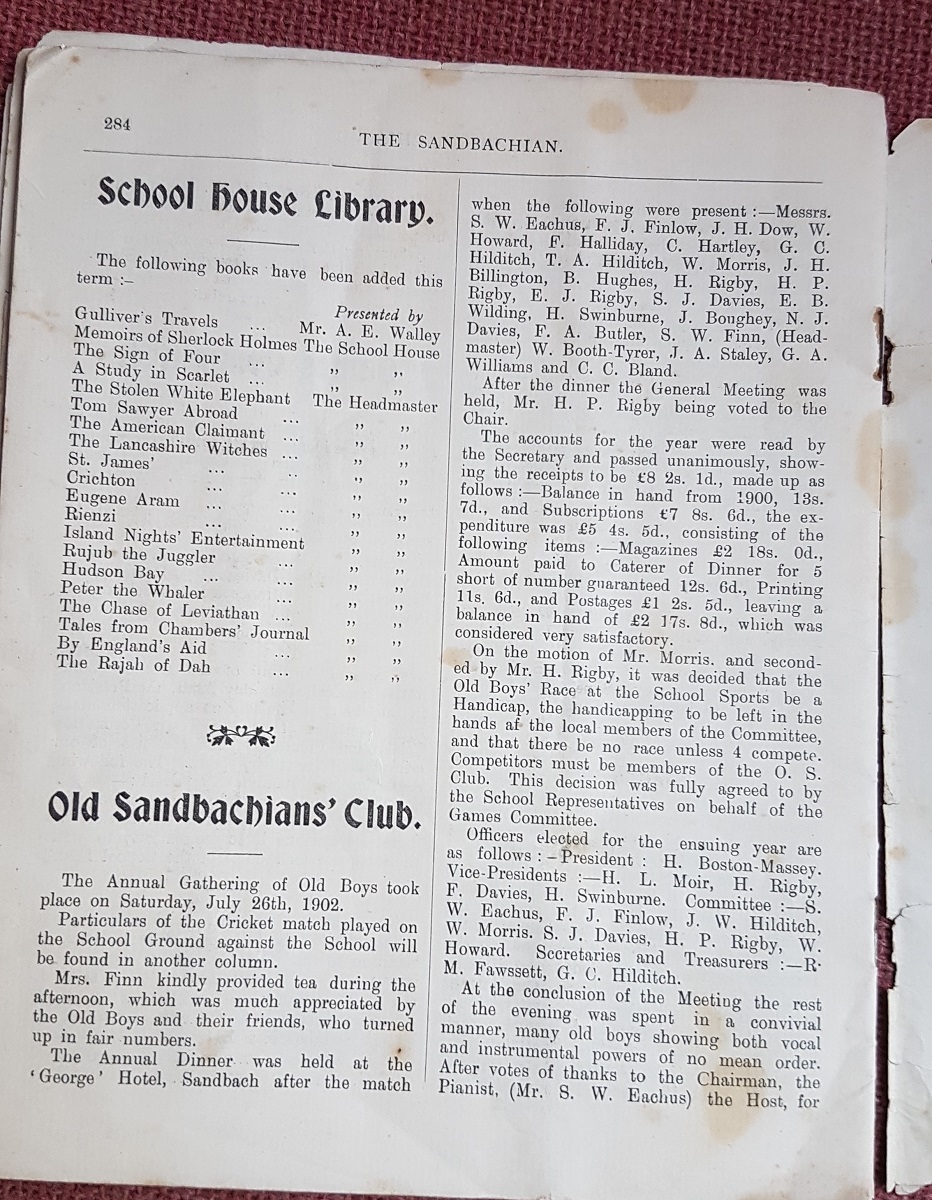 284
THE SANDBACHIAN.
School House Library.
The following books have been added this
term :–
Presented by
Gulliver's Travels ... Mr. A. E. Walley
Memoirs of Sherlock Holmes The School House
The Sign of Four ... ,, ,,
A Study in Scarlet ... ,, ,,
The Stolen White Elephant The Headmaster
Tom Sawyer Abroad ... ,, ,,
The American Claimant ... ,, ,,
The Lancashire Witches ... ,, ,,
St. James' ... ... ,, ,,
Crichton ... ... ,, ,,
Eugene Aram ... ... ,, ,,
Rienzi ... ... ,, ,,
Island Nights' Entertainment ,, ,,
Rujub the Juggler ... ,, ,,
Hudson Bay ... ... ,, ,,
Peter the Whaler ... ,, ,,
The Chase of Leviathan ... ,, ,,
Tales from Chambers' Journal ,, ,,
By England's Aid ... ,, ,,
The Rajah of Dah ... ,, ,,
Old Sandbachians' Club.
The Annual Gathering of Old Boys took
place on Saturday, July 26th, 1902.
Particulars of the Cricket match played on
the School Ground against the School will
be found in another column.
Mrs. Finn kindly provided tea during the
afternoon, which was much appreciated by
the Old Boys and their friends, who turned
up in fair numbers.
The Annual Dinner was held at the
'George' Hotel, Sandbach after the match
when the following were present :—Messrs.
S. W. Eachus, F. J. Finlow, J. H. Dow, W.
Howard, F. Halliday, C. Hartley, G. C.
Hilditch, T. A. Hilditch, W. Morris, J. H.
Billington, B. Hughes, H. Rigby, H. P.
Rigby, E. J. Rigby, S. J. Davies, E. B.
Wilding, H. Swinburne, J. Boughey, N. J.
Davies, F. A. Butler, S. W. Finn, (Head-
master) W. Booth-Tyrer, J. A. Staley, G. A.
Williams and C. C. Bland.
After the dinner the General Meeting was
held, Mr. H. P. Rigby being voted to the
Chair.
The accounts for the year were read by
the Secretary and passed unanimously, show-
ing the receipts to be £8 2s. 1d., made up as
follows :—Balance in hand from 1900, 13s.
7d., and Subscriptions £7 8s. 6d., the ex-
penditure was £5 4s. 5d., consisting of the
following items :—Magazines £2 18s. 0d.,
Amount paid to Caterer of Dinner for 5
short of number guaranteed 12s. 6d., Printing
11s. 6d., and Postages £1 2s. 5d., leaving a
balance in hand of £2 17s. 8d., which was
considered very satisfactory.
On the motion of Mr. Morris. and second-
ed by Mr. H. Rigby, it was decided that the
Old Boys' Race at the School Sports be a
Handicap, the handicapping to be left in the
hands af the local members of the Committee,
and that there be no race unless 4 compete.
Competitors must be members of the O. S.
Club. This decision was fully agreed to by
the School Representatives on behalf of the
Games Committee.
Officers elected for the ensuing year are
as follows :–President : H. Boston-Massey.
Vice-Presidents :—H. L. Moir, H. Rigby,
F. Davies, H. Swinburne. Committee :—S.
W. Eachus, F. J. Finlow, J. W. Hilditch,
W. Morris. S. J. Davies, H. P. Rigby, W.
Howard. Secretaries and Treasurers :—R·
M. Fawssett, G. C. Hilditch.
At the conclusion of the Meeting the rest
of the evening was spent in a convivial
manner, many old boys showing both vocal
and instrumental powers of no mean order.
After votes of thanks to the Chairman, the
Pianist, (Mr. S. W. Eachus) the Host, for